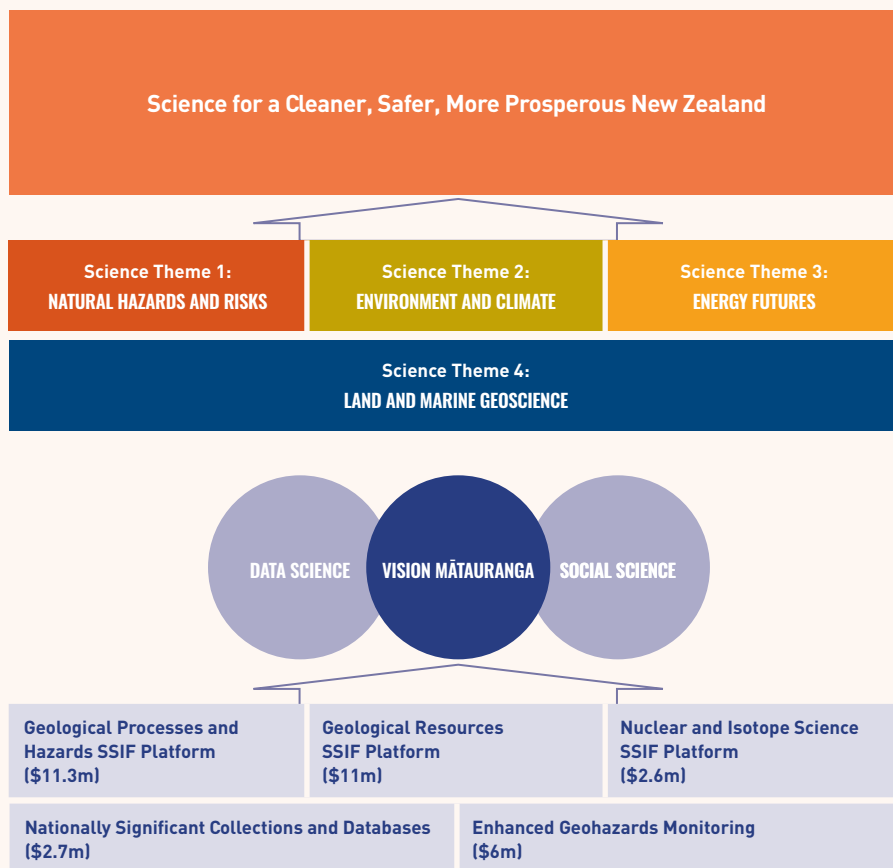 Science for a Cleaner, Safer, More Prosperous New Zealand
Science Theme 1:
NATURAL HAZARDS AND RISKS
Science Theme 2:
ENVIRONMENT AND CLIMATE
Science Theme 3:
ENERGY FUTURES
Science Theme 4:
LAND AND MARINE GEOSCIENCE
DATA SCIENCE
VISION MĀTAURANGA
SOCIAL SCIENCE
Geological Processes and
Hazards SSIF Platform
($11.3m)
Geological Resources
SSIF Platform
($11m)
Nuclear and Isotope Science
SSIF Platform
($2.6m)
Nationally Significant Collections and Databases
($2.7m)
Enhanced Geohazards Monitoring
($6m)